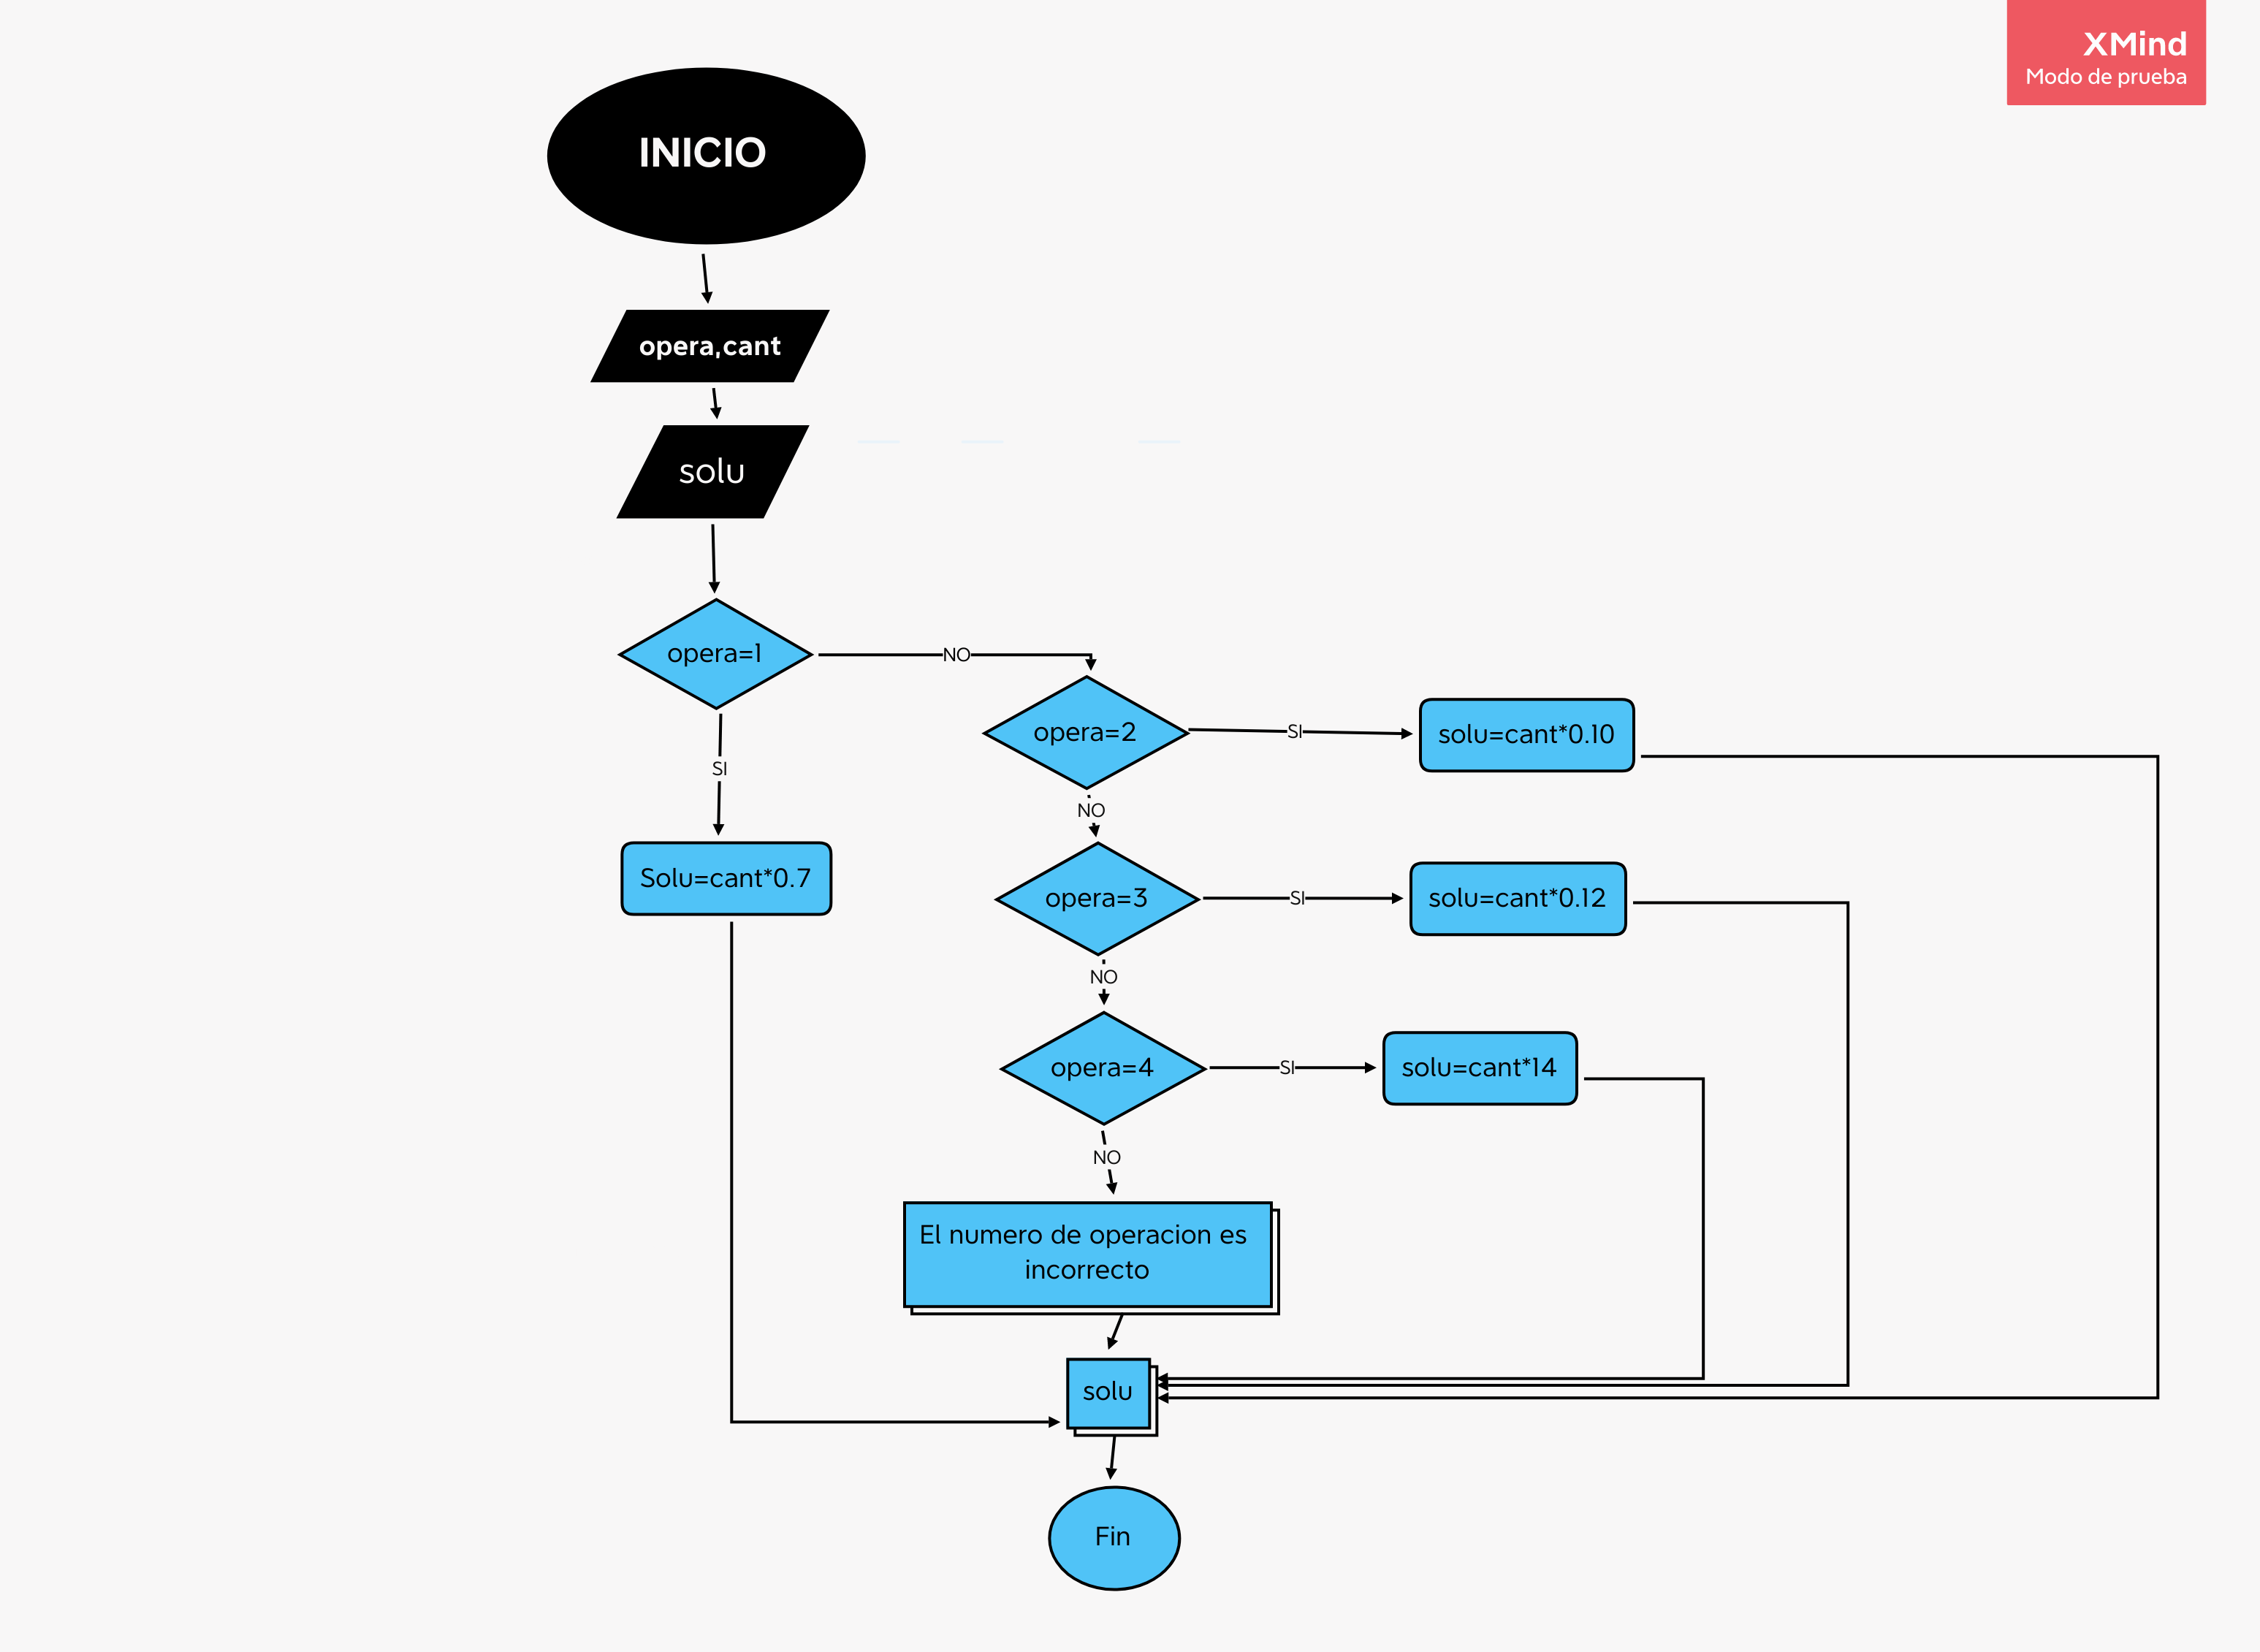 XMind
Modo de prueba
INICIO
opera,cant
solu
opera=1
NO
opera=2
SI
solu=cant*0.10
SI
NO
Solu=cant*0.7
opera=3
SI
solu=cant*0.12
NO
opera=4
SI
solu=cant*14
NO
El numero de operacion es
incorrecto
solu
Fin